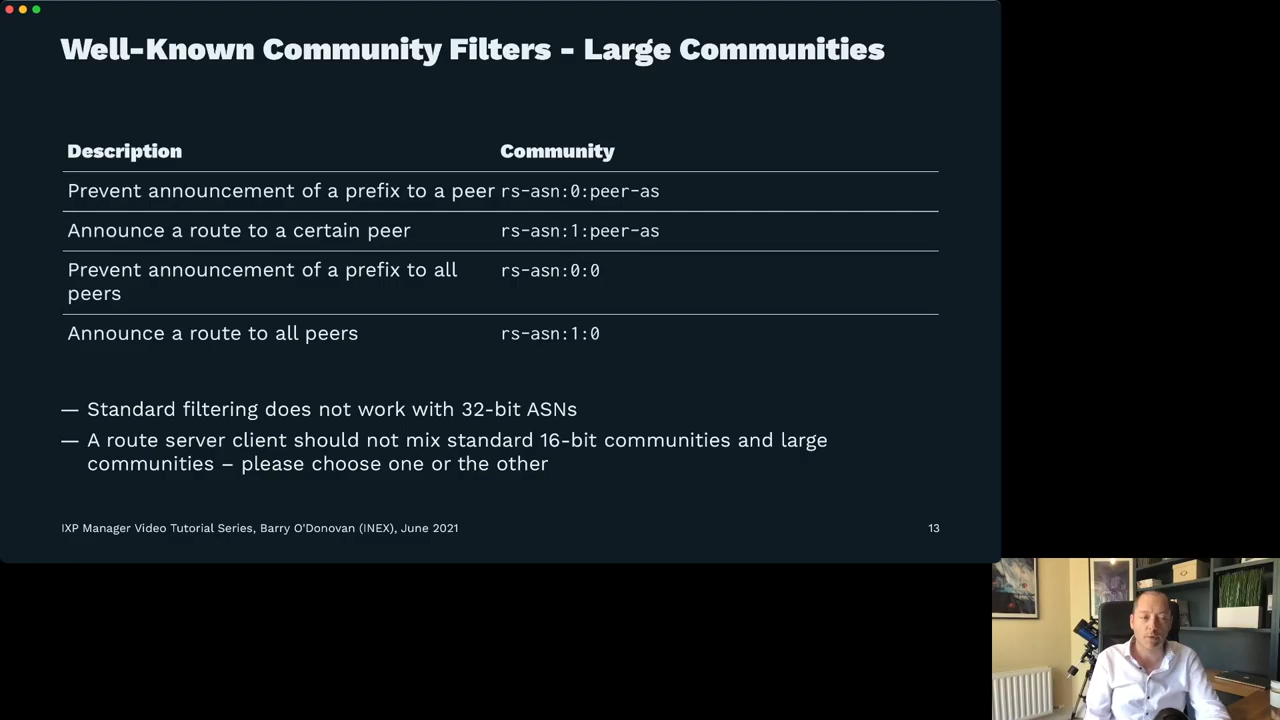 Well-Known Community Filters - Large Communities
Description Community
Prevent announcement of a prefix to a peer rs-asn:0:peer-as
Announce a route to a certain peer rs-asn:1:peer-as
Prevent announcement of a prefix to all rs-asn:0:0
peers
Announce a route to all peers rs-asn:1:0
— Standard filtering does not work with 32-bit ASNs
— A route server client should not mix standard 16-bit communities and large
communities – please choose one or the other
IXP Manager Video Tutorial Series, Barry O'Donovan (INEX), June 2021 13